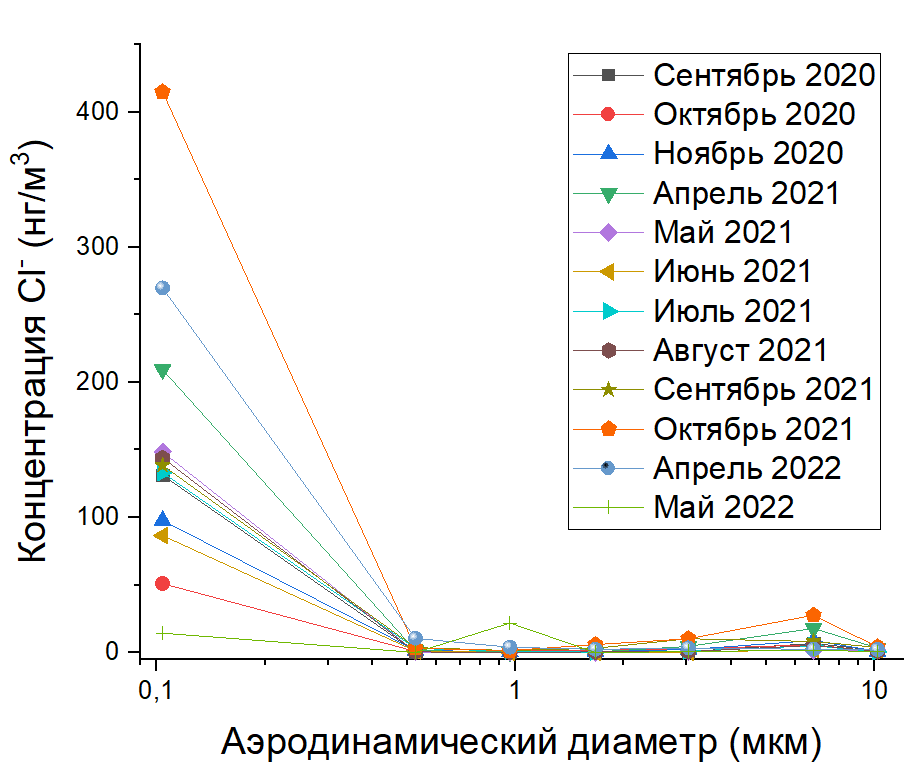 Концентрация Cl⁻ (нг/м³)
400
300
200
100
0
0,1
1
10
Аэродинамический диаметр (мкм)
Сентябрь 2020
Октябрь 2020
Ноябрь 2020
Апрель 2021
Май 2021
Июнь 2021
Июль 2021
Август 2021
Сентябрь 2021
Октябрь 2021
Апрель 2022
Май 2022